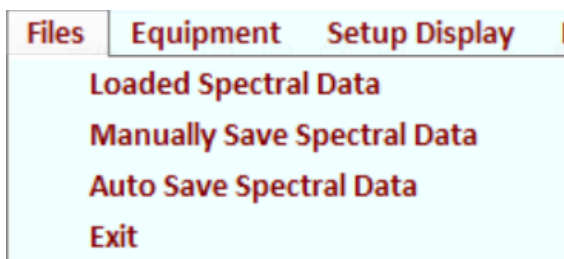 Files Equipment Setup Display
Loaded Spectral Data
Manually Save Spectral Data
Auto Save Spectral Data
Exit